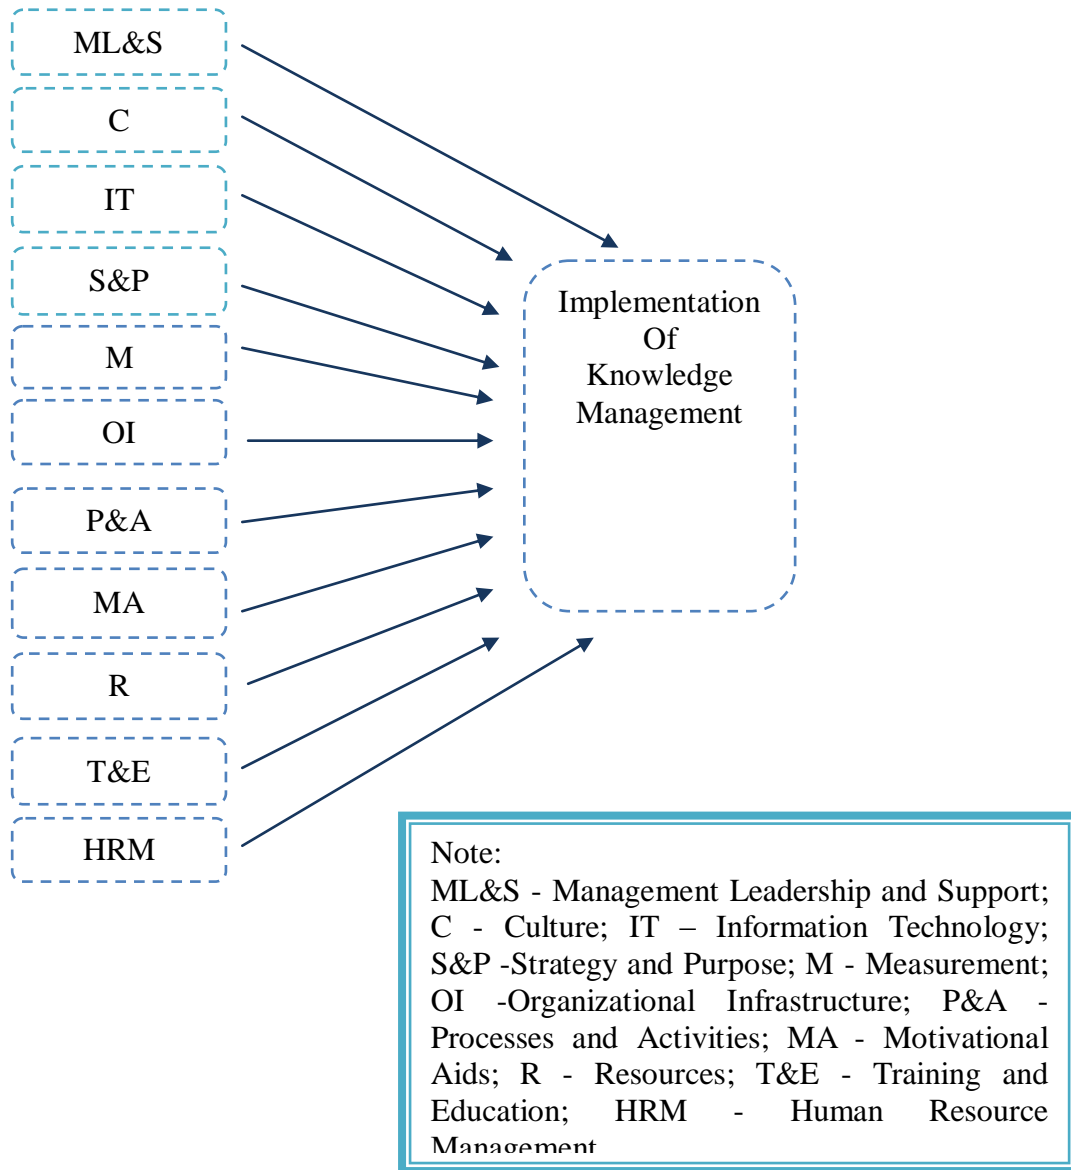 ML&S
C
IT
S&P
M
OI
P&A
MA
R
T&E
HRM
Implementation
Of
Knowledge
Management
Note:
ML&S - Management Leadership and Support;
C - Culture; IT – Information Technology;
S&P -Strategy and Purpose; M - Measurement;
OI -Organizational Infrastructure; P&A -
Processes and Activities; MA - Motivational
Aids; R - Resources; T&E - Training and
Education; HRM - Human Resource
Management